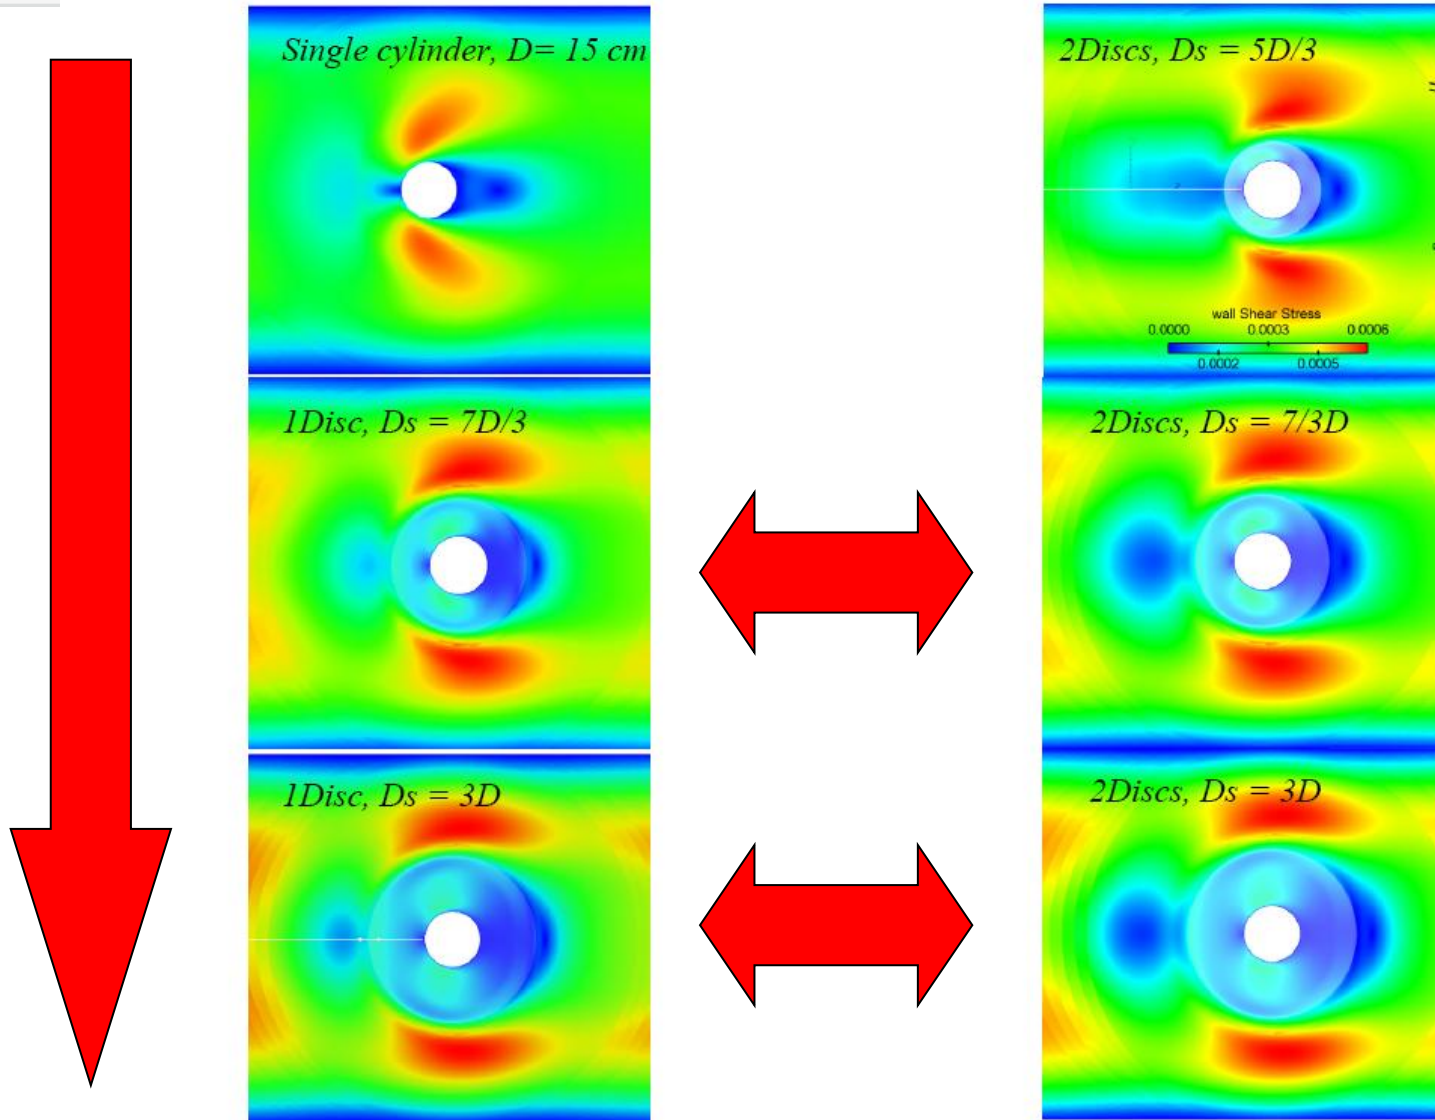 Single cylinder, D= 15 cm
2Discs, Ds = 5D/3
wall Shear Stress
0.0000 0.0003 0.0006
0.0002 0.0005
1Disc, Ds = 7D/3
2Discs, Ds = 7/3D
1Disc, Ds = 3D
2Discs, Ds = 3D